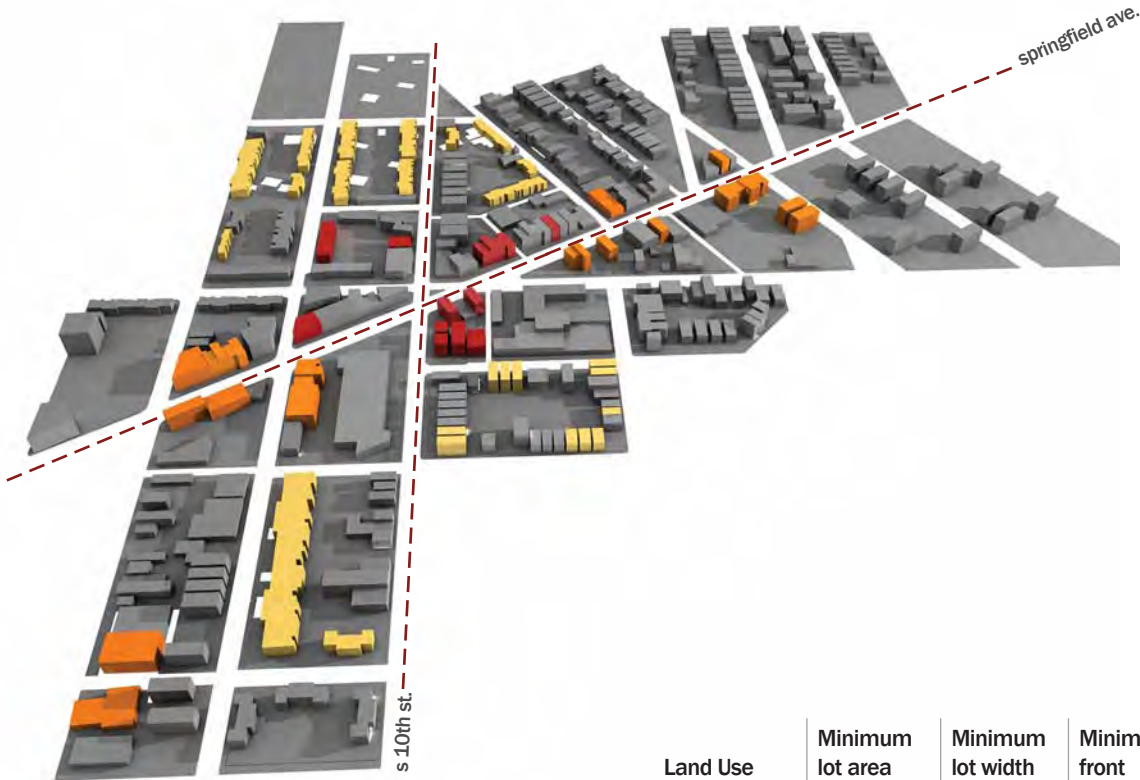 springfield ave.
s 10th st.
Land Use
Minimum
lot area
Minimum
lot width
Minim
front